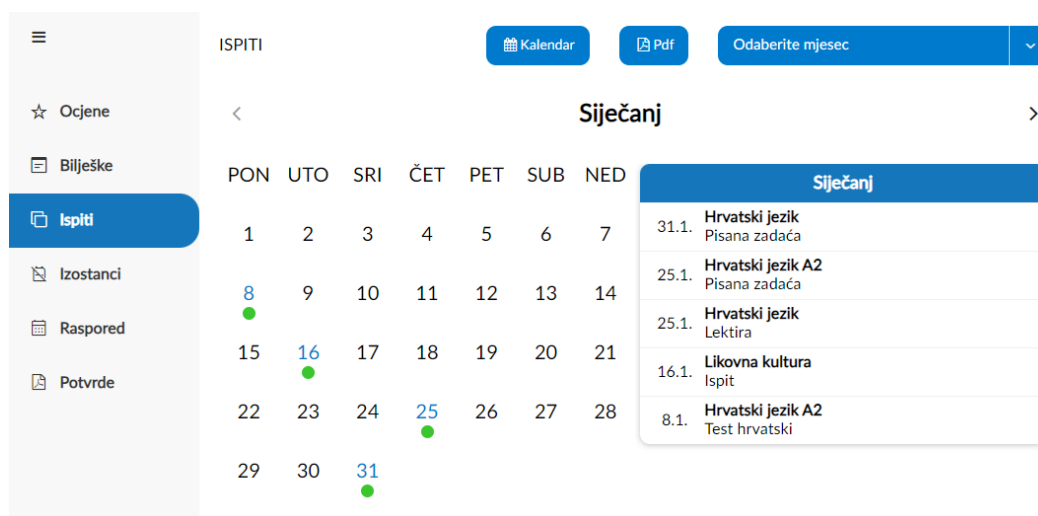 ISPITI
Kalendar
Pdf
Odaberite mjesec
Ocjene
Bilješke
Ispiti
Izostanci
Raspored
Potvrde
Siječanj
PON UTO SRI ČET PET SUB NED
1 2 3 4 5 6 7
8 9 10 11 12 13 14
15 16 17 18 19 20 21
22 23 24 25 26 27 28
29 30 31
Siječanj
31.1. Hrvatski jezik
Pisana zadaća
25.1. Hrvatski jezik A2
Pisana zadaća
25.1. Hrvatski jezik
Lektira
16.1. Likovna kultura
Ispit
8.1. Hrvatski jezik A2
Test hrvatski